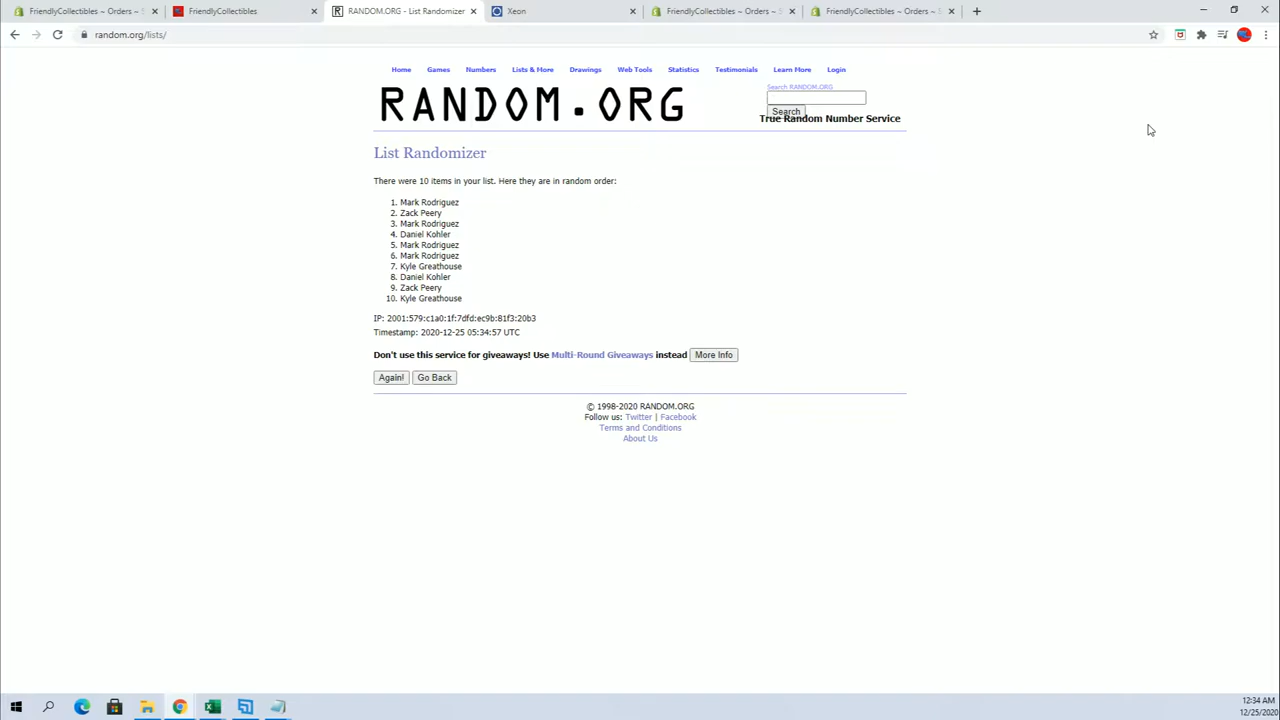 FriendlyCollectibles ~ Orders ~ S
FriendlyCollectibles
RANDOM.ORG - List Randomizer
Xeon
FriendlyCollectibles ~ Orders ~ S
FriendlyCollectibles ~ Orders ~ S
random.org/lists/
Home Games Numbers Lists & More Drawings Web Tools Statistics Testimonials Learn More Login
RANDOM.ORG
Search RANDOM.ORG
Search
True Random Number Service
List Randomizer
There were 10 items in your list. Here they are in random order:
1. Mark Rodriguez
2. Zack Peery
3. Mark Rodriguez
4. Daniel Kohler
5. Mark Rodriguez
6. Mark Rodriguez
7. Kyle Greathouse
8. Daniel Kohler
9. Zack Peery
10. Kyle Greathouse
IP: 2001:579:c1a0:1f:7dfd:ec9b:81f3:20b3
Timestamp: 2020-12-25 05:34:57 UTC
Don't use this service for giveaways! Use Multi-Round Giveaways instead More Info
Again! Go Back
© 1998-2020 RANDOM.ORG
Follow us: Twitter | Facebook
Terms and Conditions
About Us
12:34 AM
12/25/2020